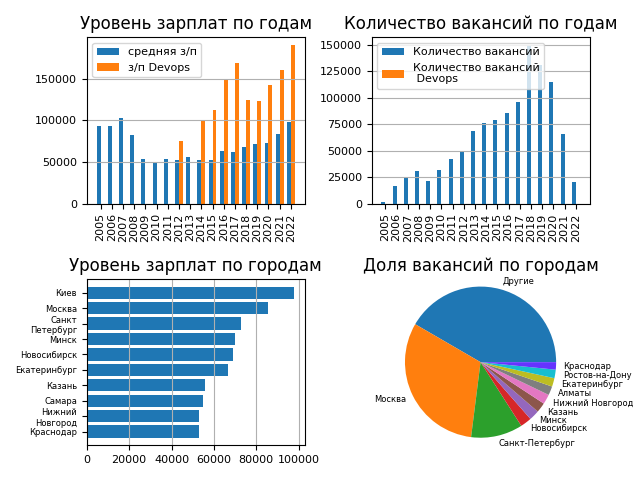 Уровень зарплат по годам
средняя з/п
з/п Devops
150000
100000
50000
0
2005 2006 2007 2008 2009 2010 2011 2012 2013 2014 2015 2016 2017 2018 2019 2020 2021 2022
Количество вакансий по годам
Количество вакансий
Количество вакансий
Devops
150000
125000
100000
75000
50000
25000
0
2005 2006 2007 2008 2009 2010 2011 2012 2013 2014 2015 2016 2017 2018 2019 2020 2021 2022
Уровень зарплат по городам
Киев
Москва
Санкт
Петербург
Минск
Новосибирск
Екатеринбург
Казань
Самара
Нижний
Новгород
Краснодар
0 20000 40000 60000 80000 100000
Доля вакансий по городам
Другие
Москва
Санкт-Петербург
Новосибирск
Минск
Казань
Нижний Новгород
Алматы
Екатеринбург
Ростов-на-Дону
Краснодар